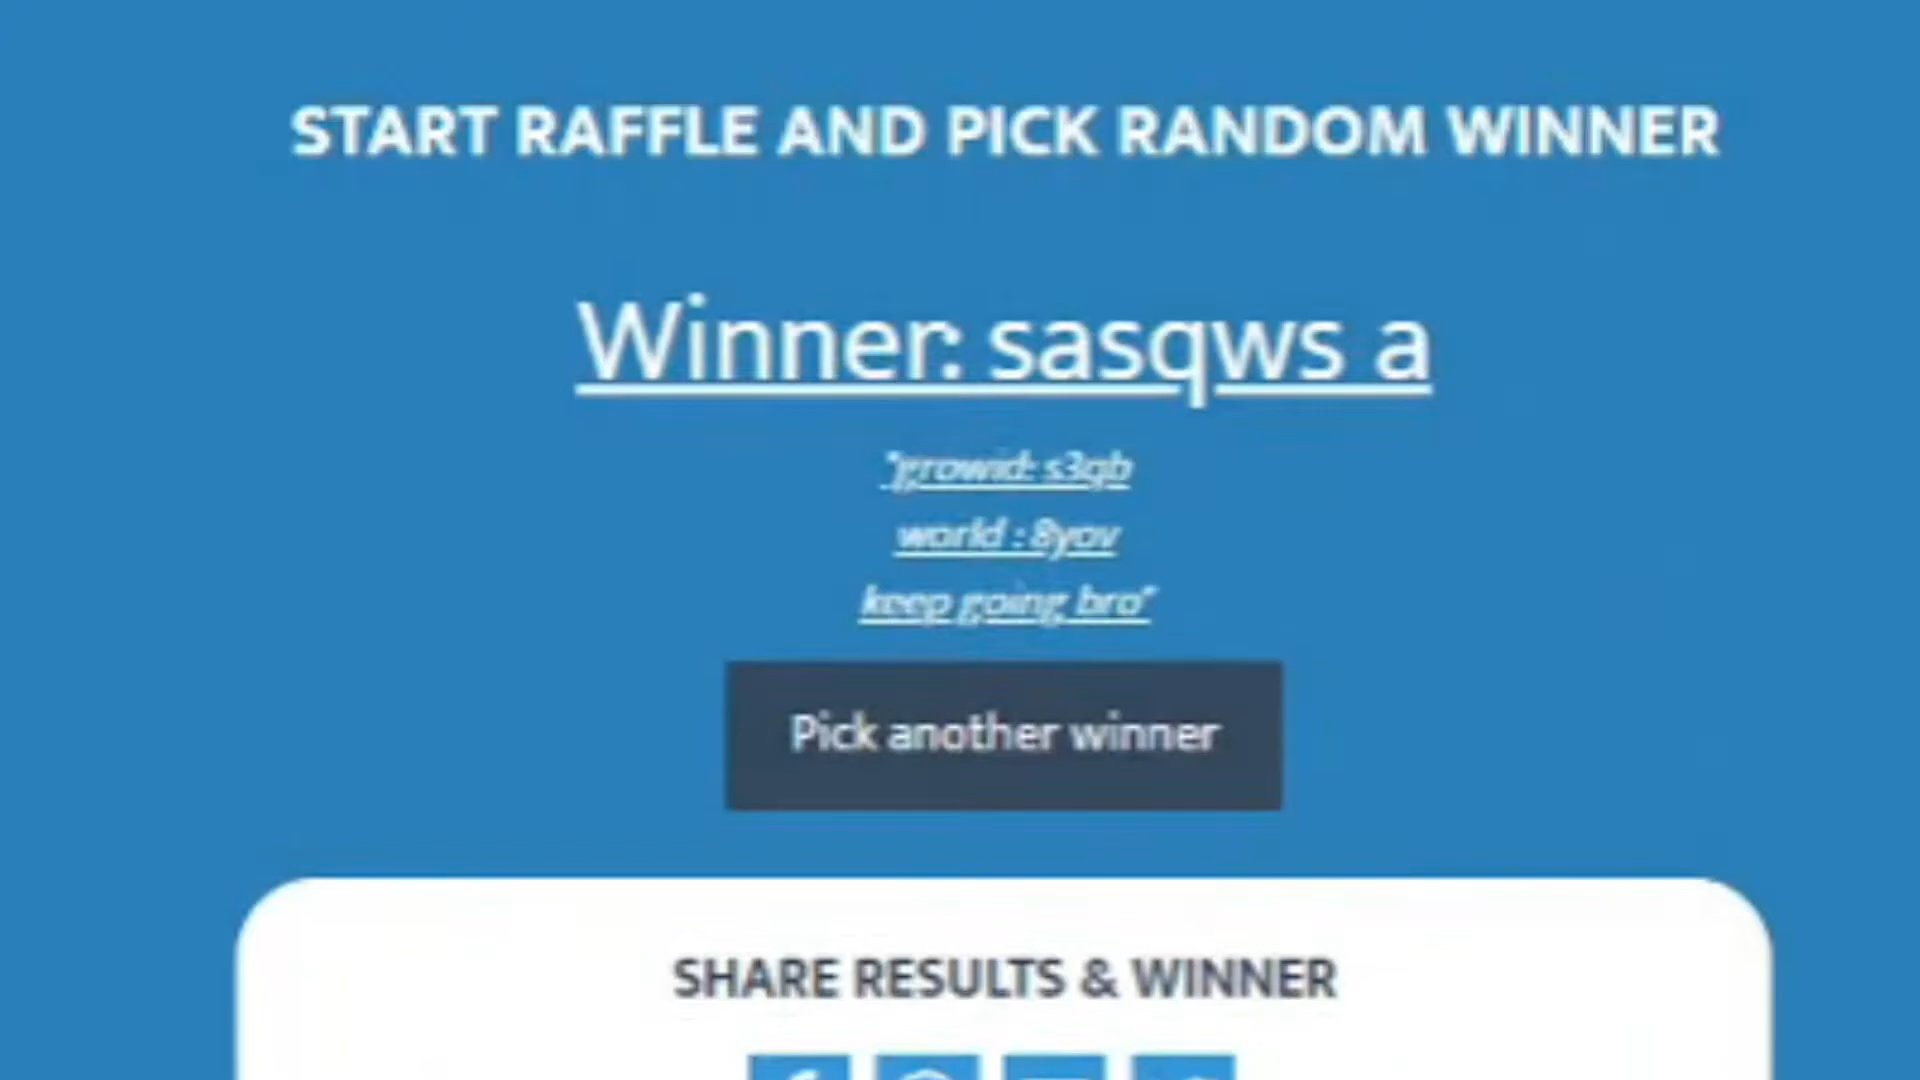 START RAFFLE AND PICK RANDOM WINNER
Winner: sasqws a
"growid: s3qb
world : 8yov
keep going bro"
Pick another winner
SHARE RESULTS & WINNER